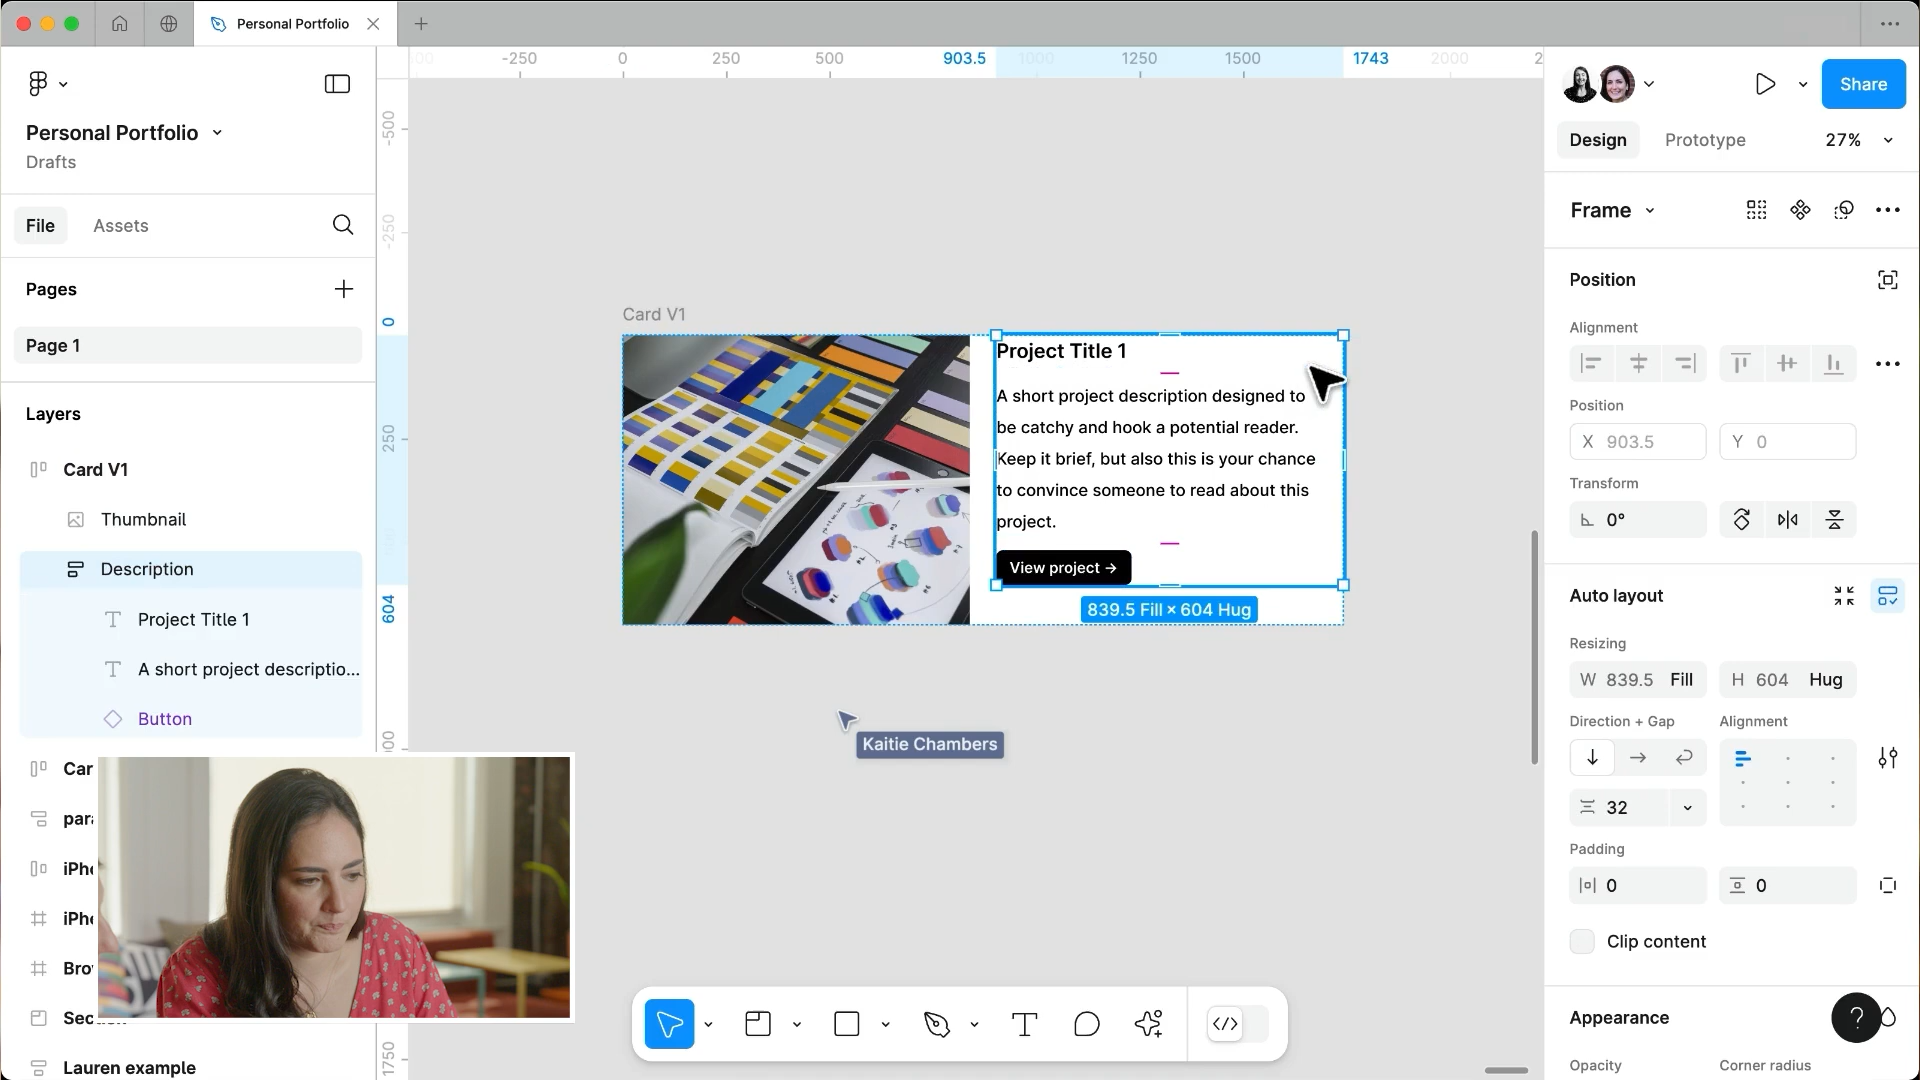 Personal Portfolio
-250
0
250
500
903.5
1000
1250
1500
1743
2000
2
Share
Personal Portfolio
Drafts
Design
Prototype
27%
File
Assets
Frame
Pages
Page 1
Position
Alignment
Position
X 903.5
Y 0
Transform
0°
Layers
Card V1
Thumbnail
Description
Project Title 1
A short project descriptio...
Button
Car
para
iPho
iPho
Bro
Sec
Lauren example
-500
-250
0
250
604
1750
Card V1
Project Title 1
A short project description designed to
be catchy and hook a potential reader.
Keep it brief, but also this is your chance
to convince someone to read about this
project.
View project →
839.5 Fill × 604 Hug
Kaitie Chambers
Auto layout
Resizing
W 839.5 Fill
H 604 Hug
Direction + Gap
Alignment
32
Padding
0
0
Clip content
Appearance
Opacity
Corner radius